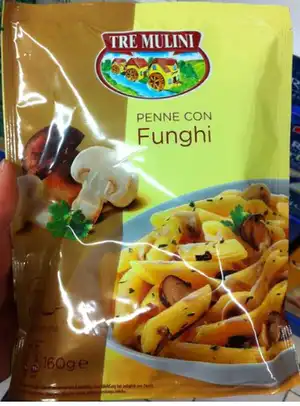 TRE MULINI
PENNE CON
Funghi
160g e